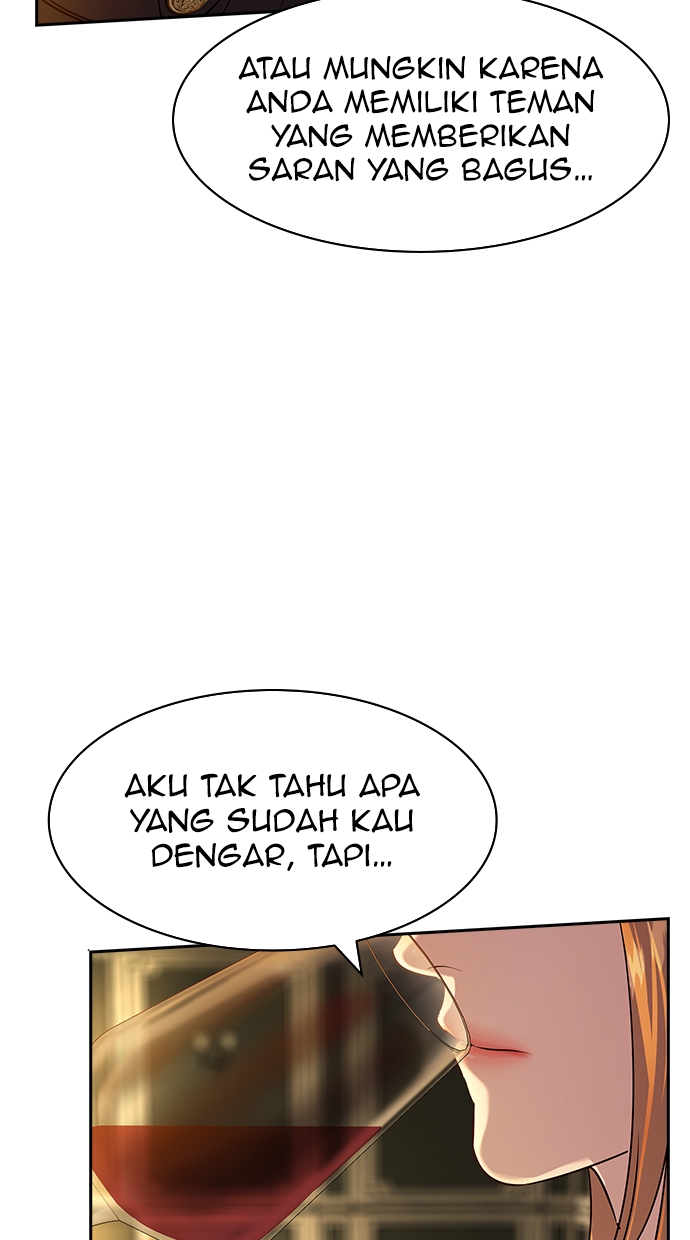 ATAU MUNGKIN KARENA
ANDA MEMILIKI TEMAN
YANG MEMBERIKAN
SARAN YANG BAGUS...
AKU TAK TAHU APA
YANG SUDAH KAU
DENGAR, TAPI...